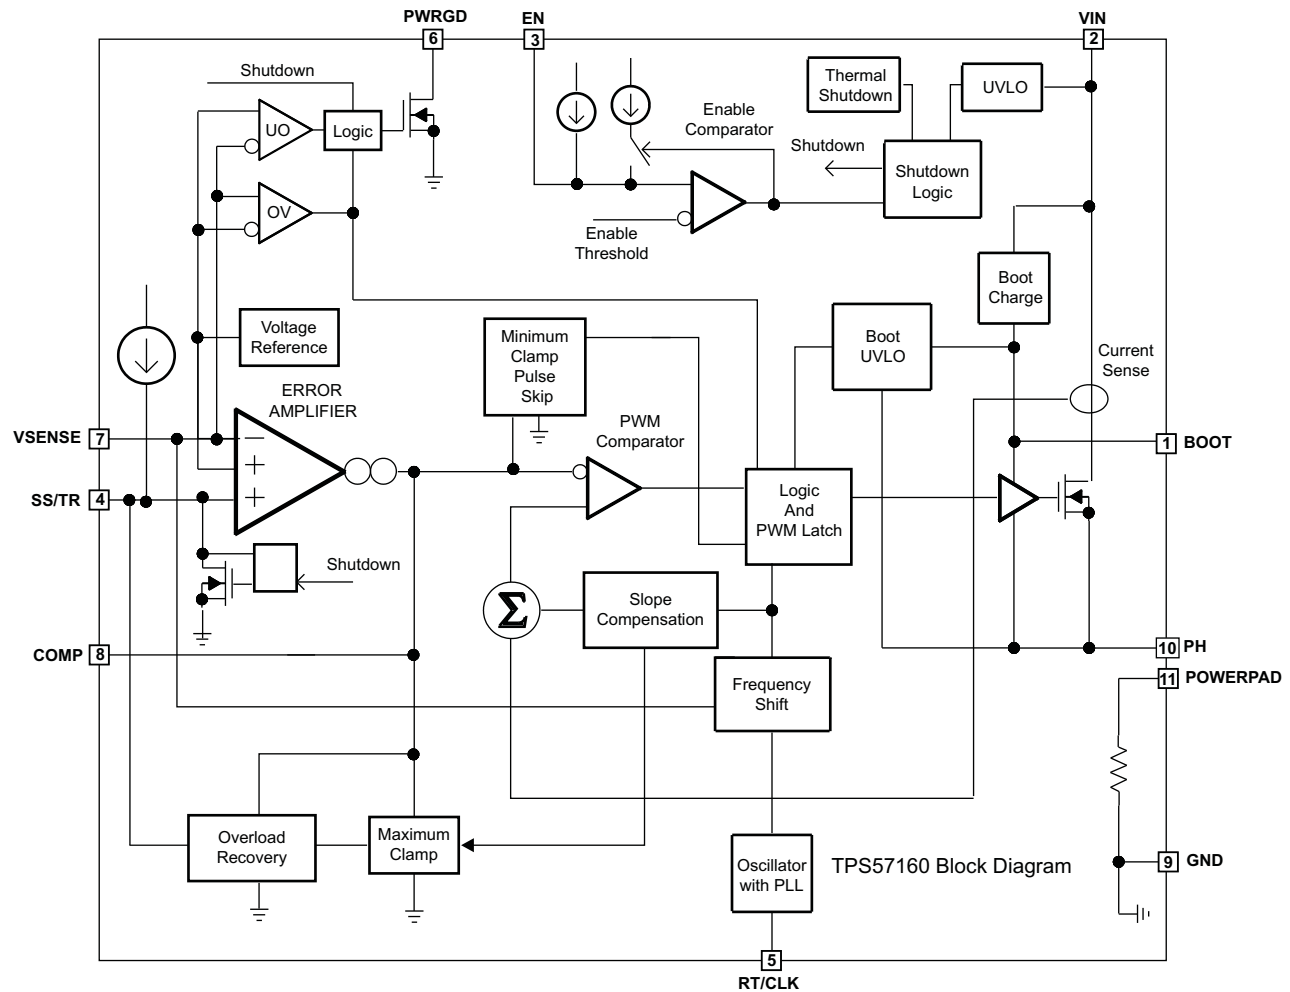 PWRGD
EN
VIN
6
3
2
Shutdown
Thermal
Shutdown
UVLO
UO
Logic
Enable
Comparator
Shutdown
Shutdown
Logic
OV
Enable
Threshold
Boot
Charge
Voltage
Reference
Minimum
Clamp
Pulse
Skip
Boot
UVLO
Current
Sense
ERROR
AMPLIFIER
PWM
Comparator
VSENSE
7
−
+
+
1
BOOT
SS/TR
4
Logic
And
PWM Latch
Shutdown
Σ
Slope
Compensation
COMP
8
10
PH
11
POWERPAD
Frequency
Shift
Overload
Recovery
Maximum
Clamp
Oscillator
with PLL
TPS57160 Block Diagram
9
GND
5
RT/CLK